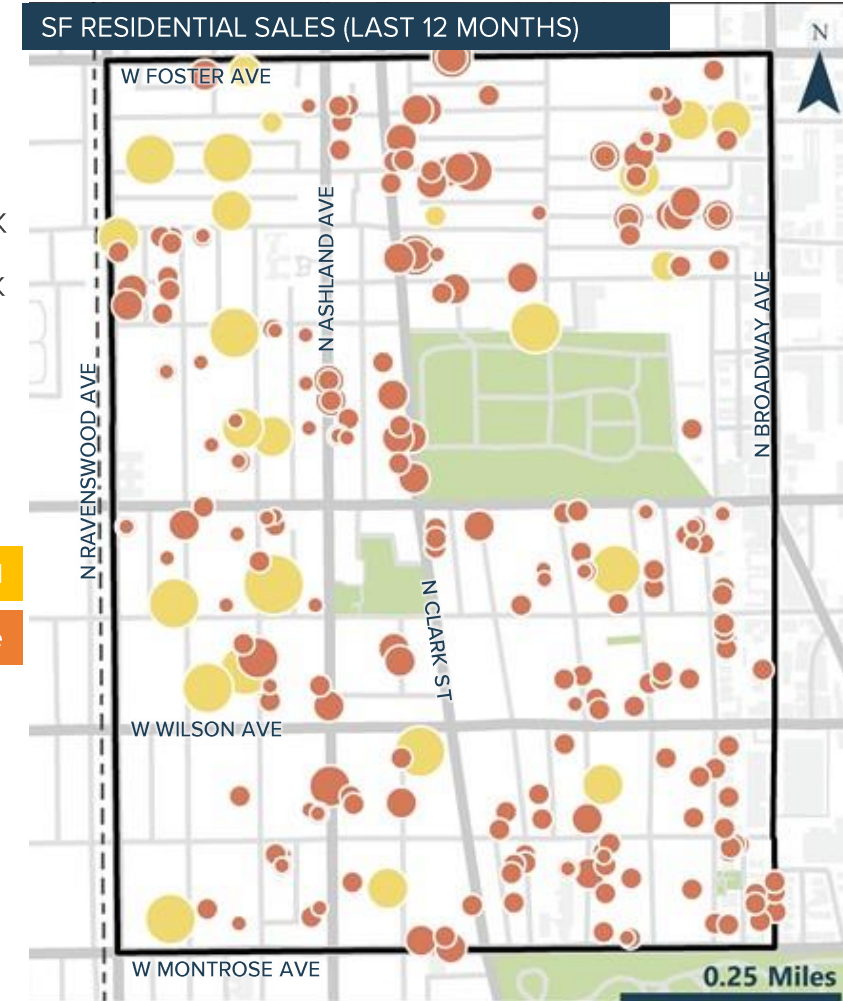 SF RESIDENTIAL SALES (LAST 12 MONTHS)
N
W FOSTER AVE
K
K
N ASHLAND AVE
N BROADWAY AVE
N RAVENSWOOD AVE
N CLARK ST
W WILSON AVE
W MONTROSE AVE
0.25 Miles